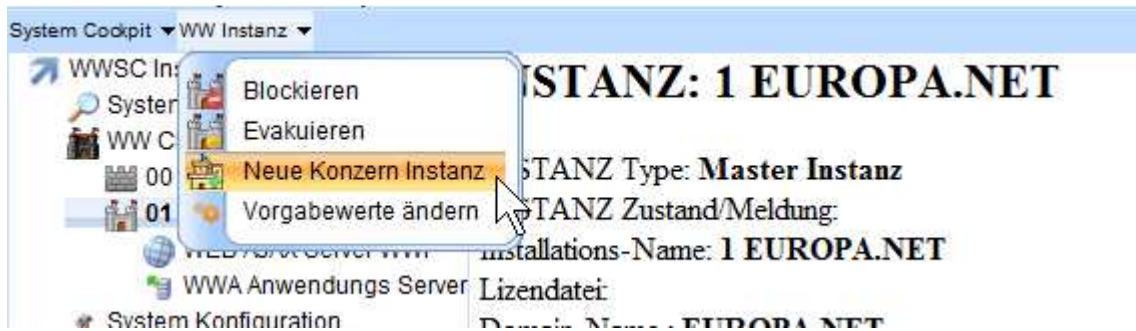 System Cockpit WW Instanz
WWSC
System
WW C
00
01
WWA Anwendungs Server
System Konfiguration
Blockieren
Evakuieren
Neue Konzern Instanz
Vorgabewerte ändern
INSTANZ: 1 EUROPA.NET
INSTANZ Type: Master Instanz
INSTANZ Zustand/Meldung:
Installations-Name: 1 EUROPA.NET
Lizendatei:
Domain-Name : EUROPA.NET